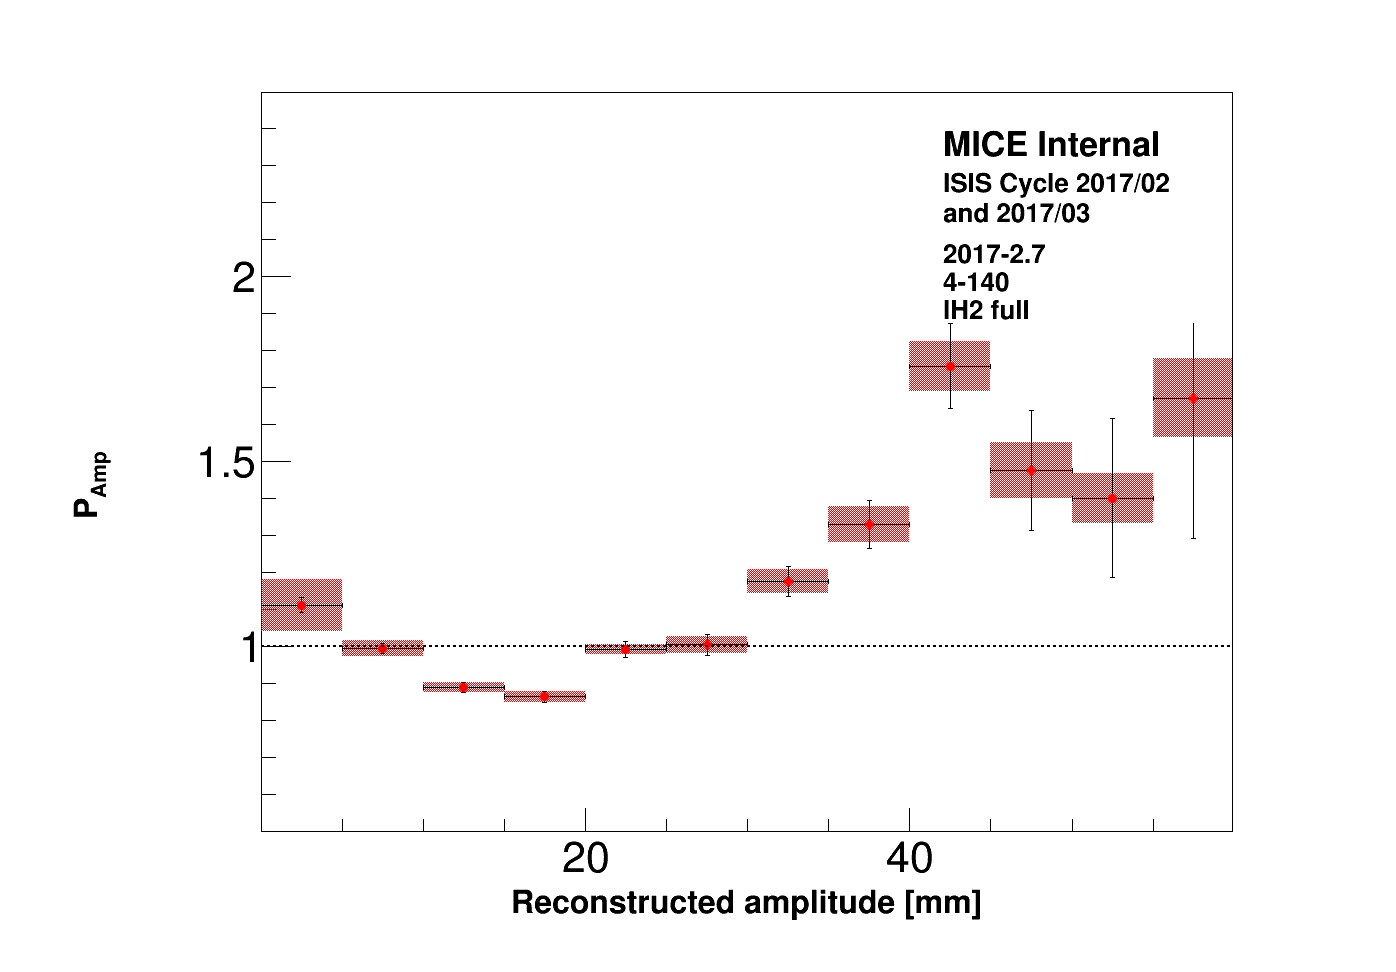 MICE Internal
ISIS Cycle 2017/02
and 2017/03
2017-2.7
4-140
IH2 full
2
1.5
1
P_Amp
20 40
Reconstructed amplitude [mm]